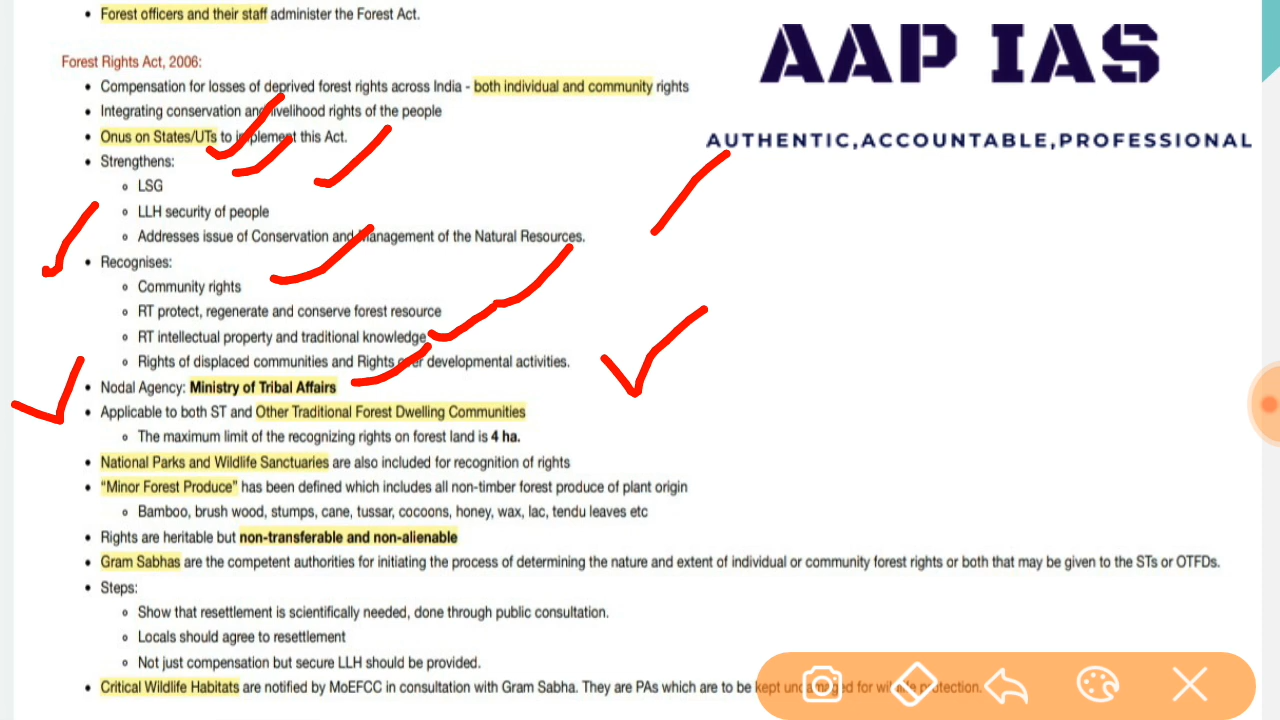 Forest officers and their staff administer the Forest Act.
AAP IAS
AUTHENTIC,ACCOUNTABLE,PROFESSIONAL
Forest Rights Act, 2006:
Compensation for losses of deprived forest rights across India - both individual and community rights
Integrating conservation and livelihood rights of the people
Onus on States/UTs to implement this Act.
Strengthens:
LSG
LLH security of people
Addresses issue of Conservation and Management of the Natural Resources.
Recognises:
Community rights
RT protect, regenerate and conserve forest resource
RT intellectual property and traditional knowledge
Rights of displaced communities and Rights over developmental activities.
Nodal Agency: Ministry of Tribal Affairs
Applicable to both ST and Other Traditional Forest Dwelling Communities
The maximum limit of the recognizing rights on forest land is 4 ha.
National Parks and Wildlife Sanctuaries are also included for recognition of rights
“Minor Forest Produce” has been defined which includes all non-timber forest produce of plant origin
Bamboo, brush wood, stumps, cane, tussar, cocoons, honey, wax, lac, tendu leaves etc
Rights are heritable but non-transferable and non-alienable
Gram Sabhas are the competent authorities for initiating the process of determining the nature and extent of individual or community forest rights or both that may be given to the STs or OTFDs.
Steps:
Show that resettlement is scientifically needed, done through public consultation.
Locals should agree to resettlement
Not just compensation but secure LLH should be provided.
Critical Wildlife Habitats are notified by MoEFCC in consultation with Gram Sabha. They are PAs which are to be kept undamaged for wildlife protection.